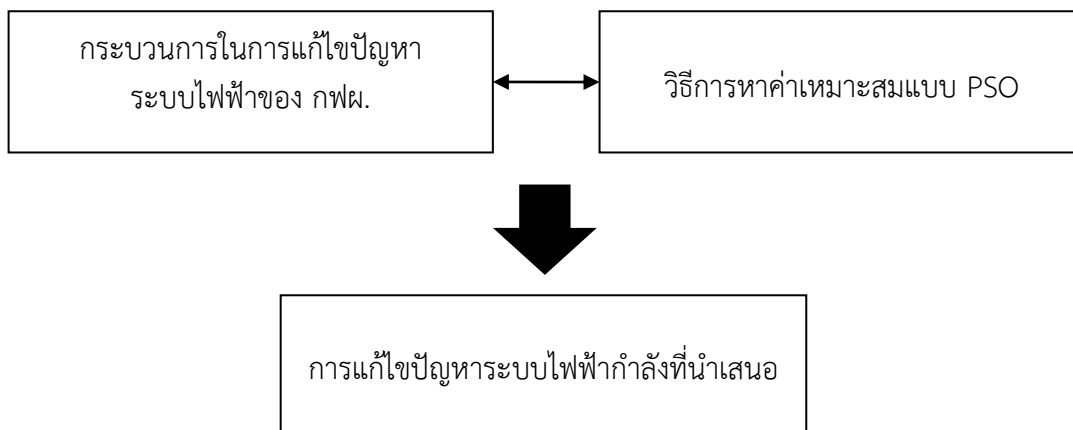 กระบวนการในการแก้ไขปัญหา
ระบบไฟฟ้าของ กฟผ.
วิธีการหาค่าเหมาะสมแบบ PSO
การแก้ไขปัญหาระบบไฟฟ้ากำลังที่นำเสนอ